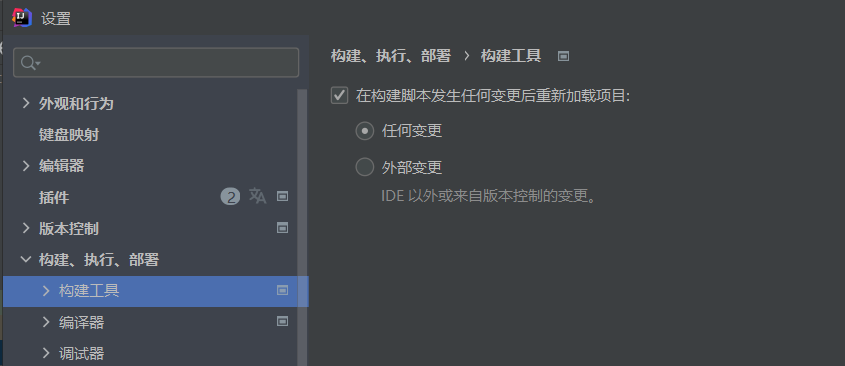 设置
外观和行为
键盘映射
编辑器
插件 2
版本控制
构建、执行、部署
构建工具
编译器
调试器
构建、执行、部署 › 构建工具
在构建脚本发生任何变更后重新加载项目:
任何变更
外部变更
IDE 以外或来自版本控制的变更。